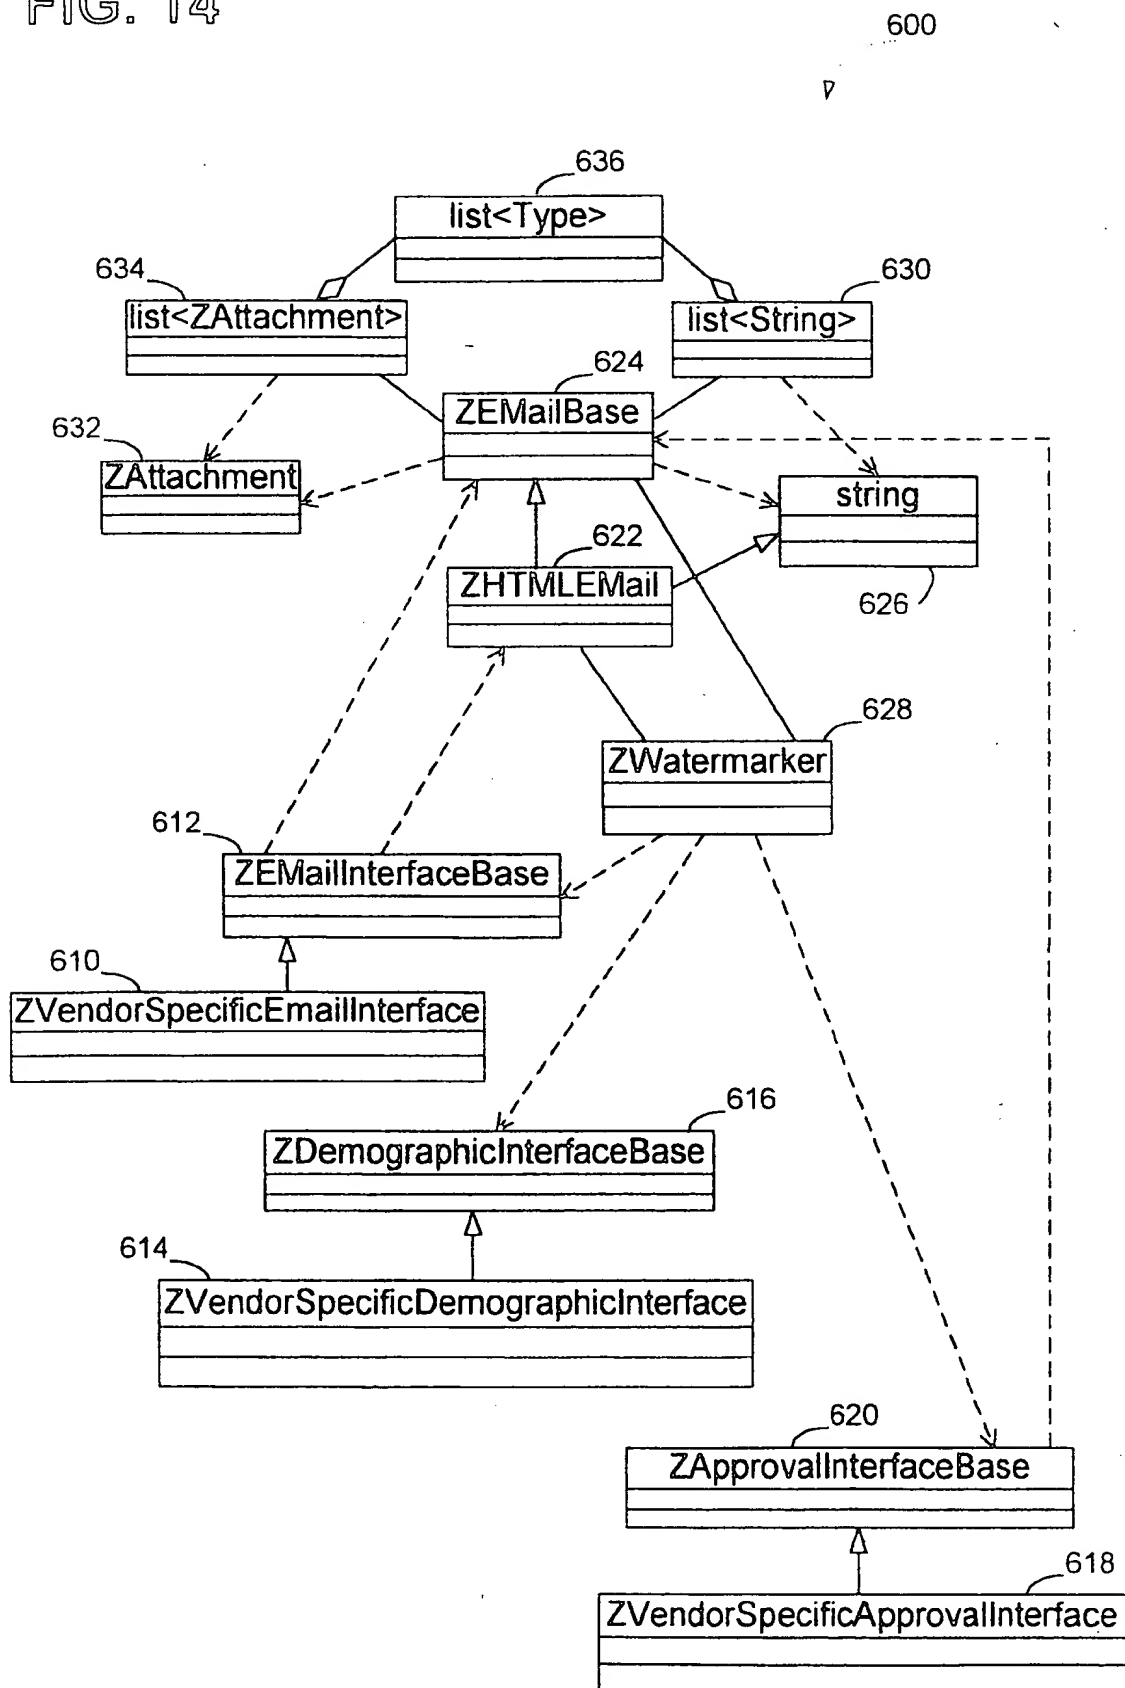 FIG. 14
600
636
list<Type>
634
630
list<ZAttachment>
list<String>
624
ZEMailBase
632
ZAttachment
string
622
ZHTMLEMail
626
628
ZWatermarker
612
ZEMailInterfaceBase
610
ZVendorSpecificEmailInterface
616
ZDemographicInterfaceBase
614
ZVendorSpecificDemographicInterface
620
ZApprovalInterfaceBase
618
ZVendorSpecificApprovalInterface